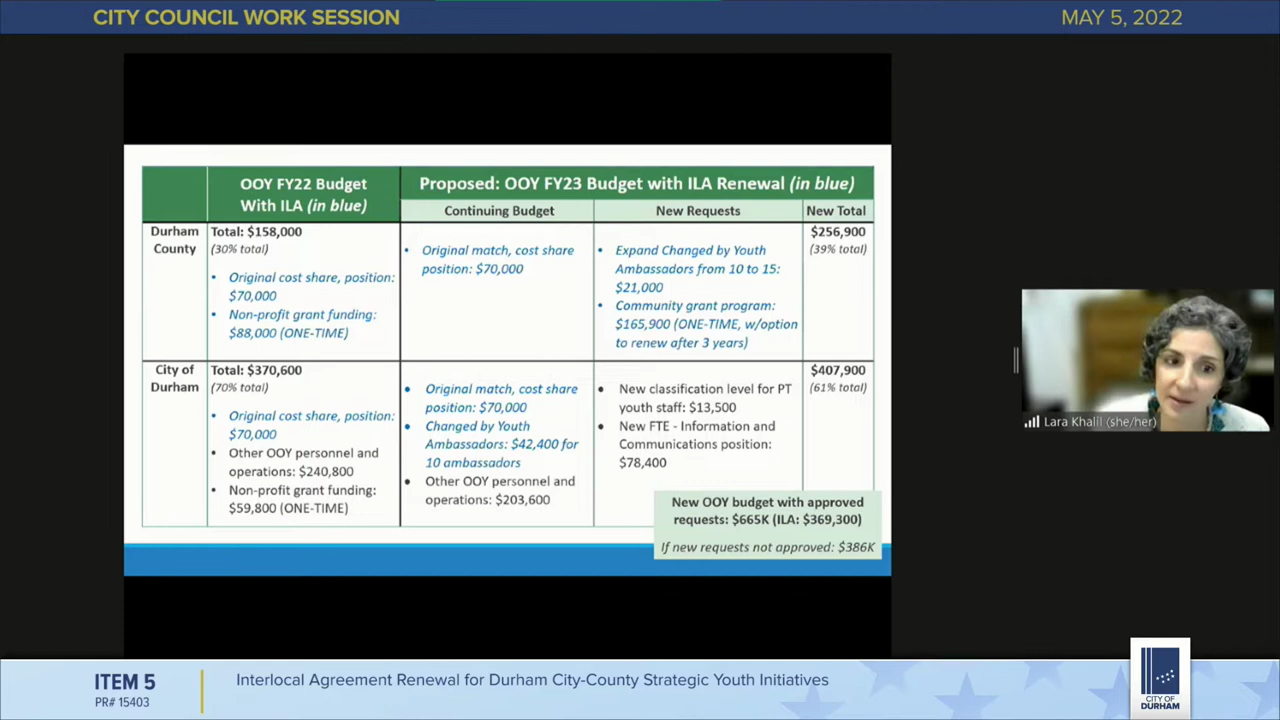 CITY COUNCIL WORK SESSION
MAY 5, 2022
OOY FY22 Budget
With ILA (in blue)
Proposed: OOY FY23 Budget with ILA Renewal (in blue)
Continuing Budget
New Requests
New Total
Durham
County
Total: $158,000
(30% total)
• Original cost share, position:
$70,000
• Non-profit grant funding:
$88,000 (ONE-TIME)
• Original match, cost share
position: $70,000
• Expand Changed by Youth
Ambassadors from 10 to 15:
$21,000
• Community grant program:
$165,900 (ONE-TIME, w/option
to renew after 3 years)
$256,900
(39% total)
City of
Durham
Total: $370,600
(70% total)
• Original cost share, position:
$70,000
• Other OOY personnel and
operations: $240,800
• Non-profit grant funding:
$59,800 (ONE-TIME)
• Original match, cost share
position: $70,000
• Changed by Youth
Ambassadors: $42,400 for
10 ambassadors
• Other OOY personnel and
operations: $203,600
• New classification level for PT
youth staff: $13,500
• New FTE - Information and
Communications position:
$78,400
$407,900
(61% total)
New OOY budget with approved
requests: $665K (ILA: $369,300)
If new requests not approved: $386K
Lara Khalil (she/her)
ITEM 5
PR# 15403
Interlocal Agreement Renewal for Durham City-County Strategic Youth Initiatives
CITY OF
DURHAM